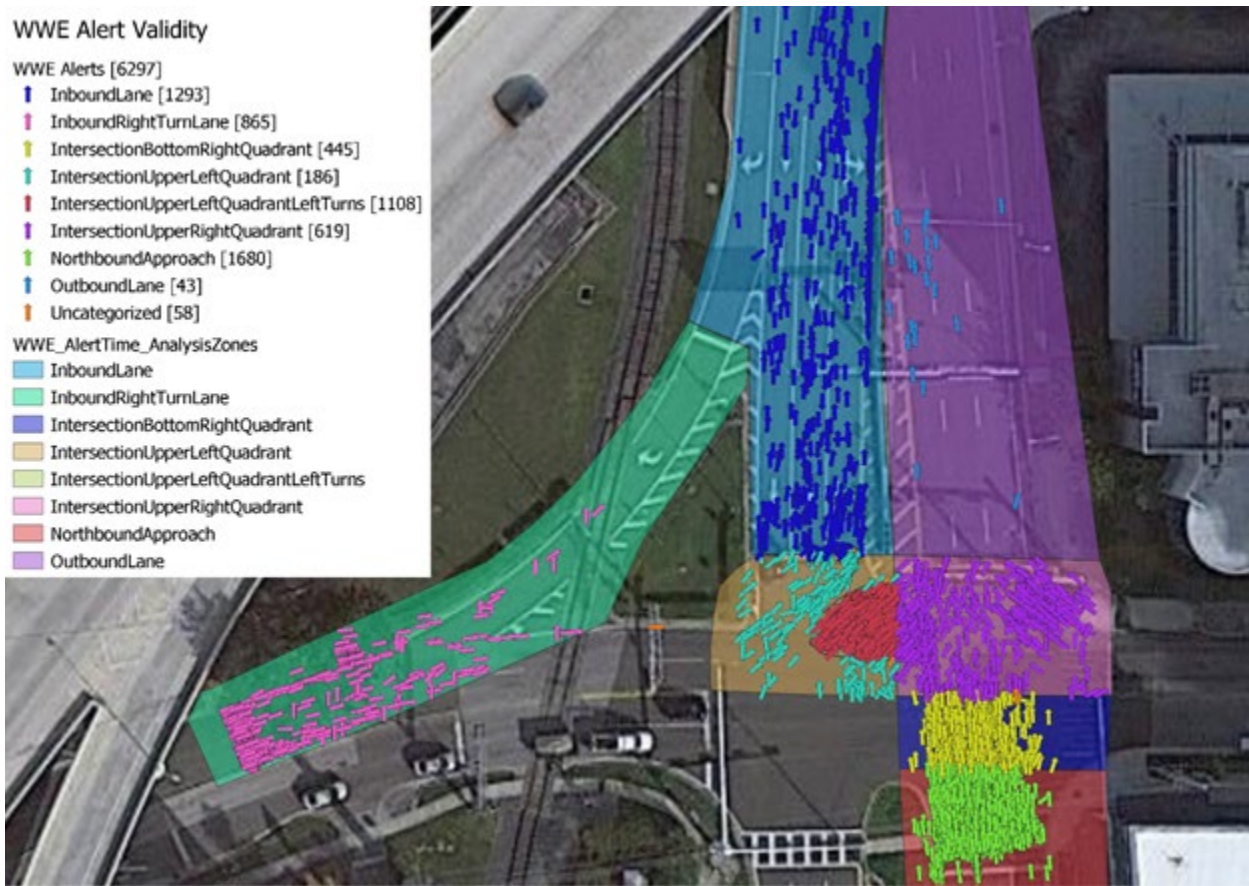 WWE Alert Validity
WWE Alerts [6297]
InboundLane [1293]
InboundRightTurnLane [865]
IntersectionBottomRightQuadrant [445]
IntersectionUpperLeftQuadrant [186]
IntersectionUpperLeftQuadrantLeftTurns [1108]
IntersectionUpperRightQuadrant [619]
NorthboundApproach [1680]
OutboundLane [43]
Uncategorized [58]
WWE_AlertTime_AnalysisZones
InboundLane
InboundRightTurnLane
IntersectionBottomRightQuadrant
IntersectionUpperLeftQuadrant
IntersectionUpperLeftQuadrantLeftTurns
IntersectionUpperRightQuadrant
NorthboundApproach
OutboundLane